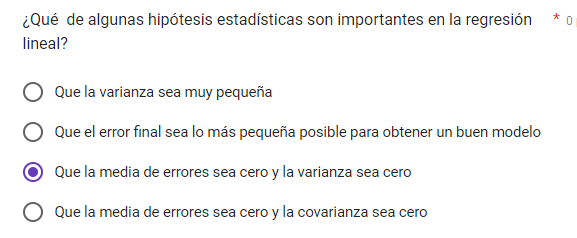 ¿Qué de algunas hipótesis estadísticas son importantes en la regresión * 0
lineal?
Que la varianza sea muy pequeña
Que el error final sea lo más pequeña posible para obtener un buen modelo
Que la media de errores sea cero y la varianza sea cero
Que la media de errores sea cero y la covarianza sea cero